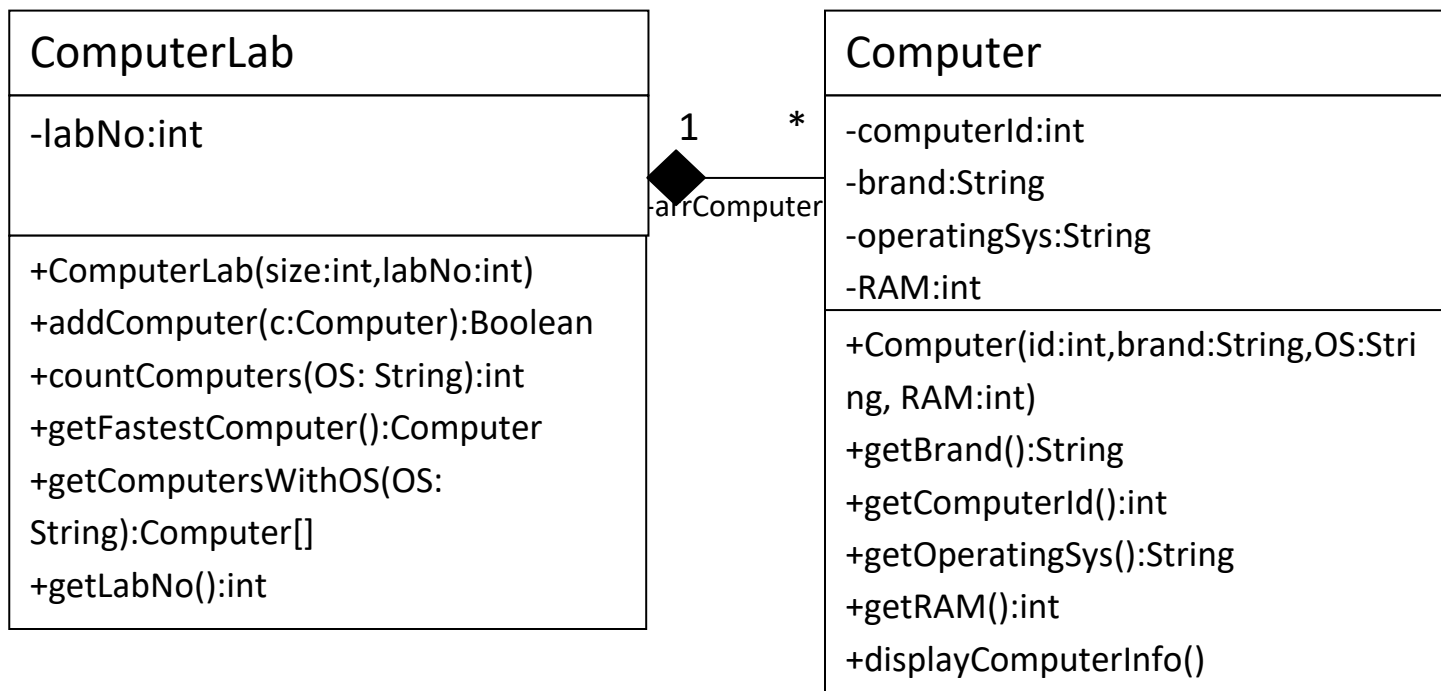 ComputerLab
-labNo:int
+ComputerLab(size:int,labNo:int)
+addComputer(c:Computer):Boolean
+countComputers(OS: String):int
+getFastestComputer():Computer
+getComputersWithOS(OS:
String):Computer[]
+getLabNo():int
1 *
-arrComputer
Computer
-computerId:int
-brand:String
-operatingSys:String
-RAM:int
+Computer(id:int,brand:String,OS:Stri
ng, RAM:int)
+getBrand():String
+getComputerId():int
+getOperatingSys():String
+getRAM():int
+displayComputerInfo()